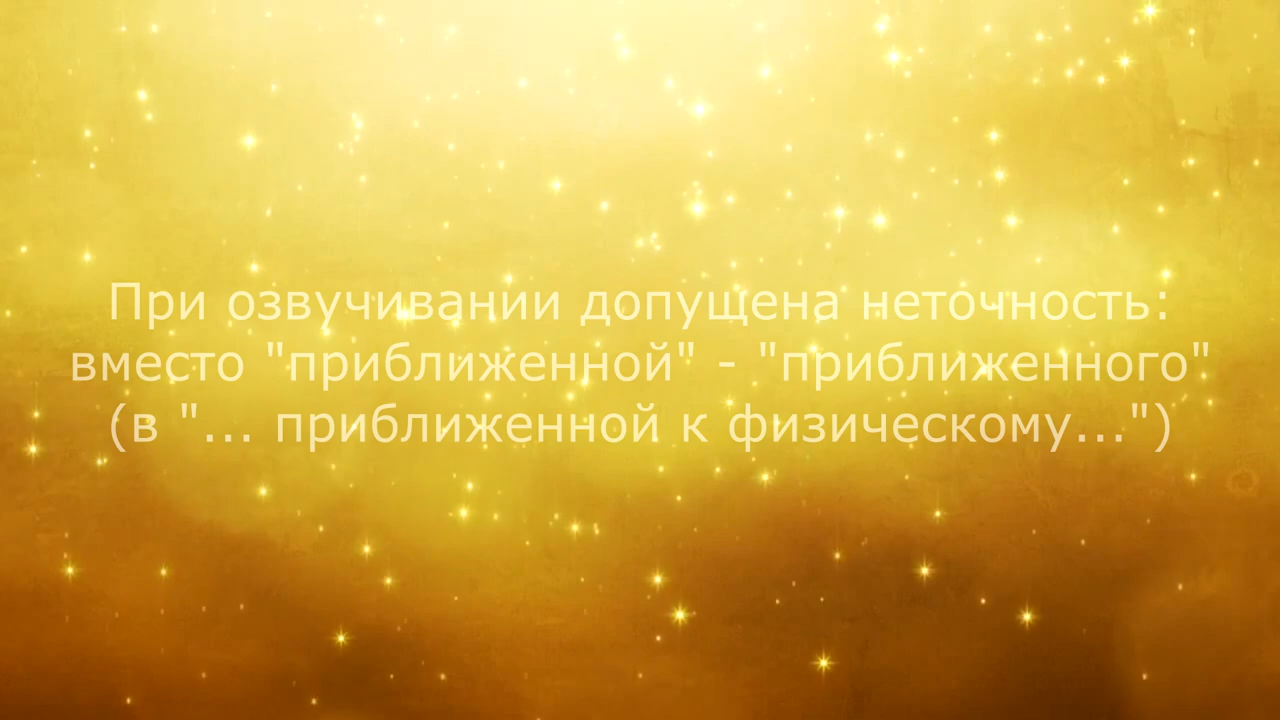 При озвучивании допущена неточность:
вместо "приближенной" - "приближенного"
(в "... приближенной к физическому...")